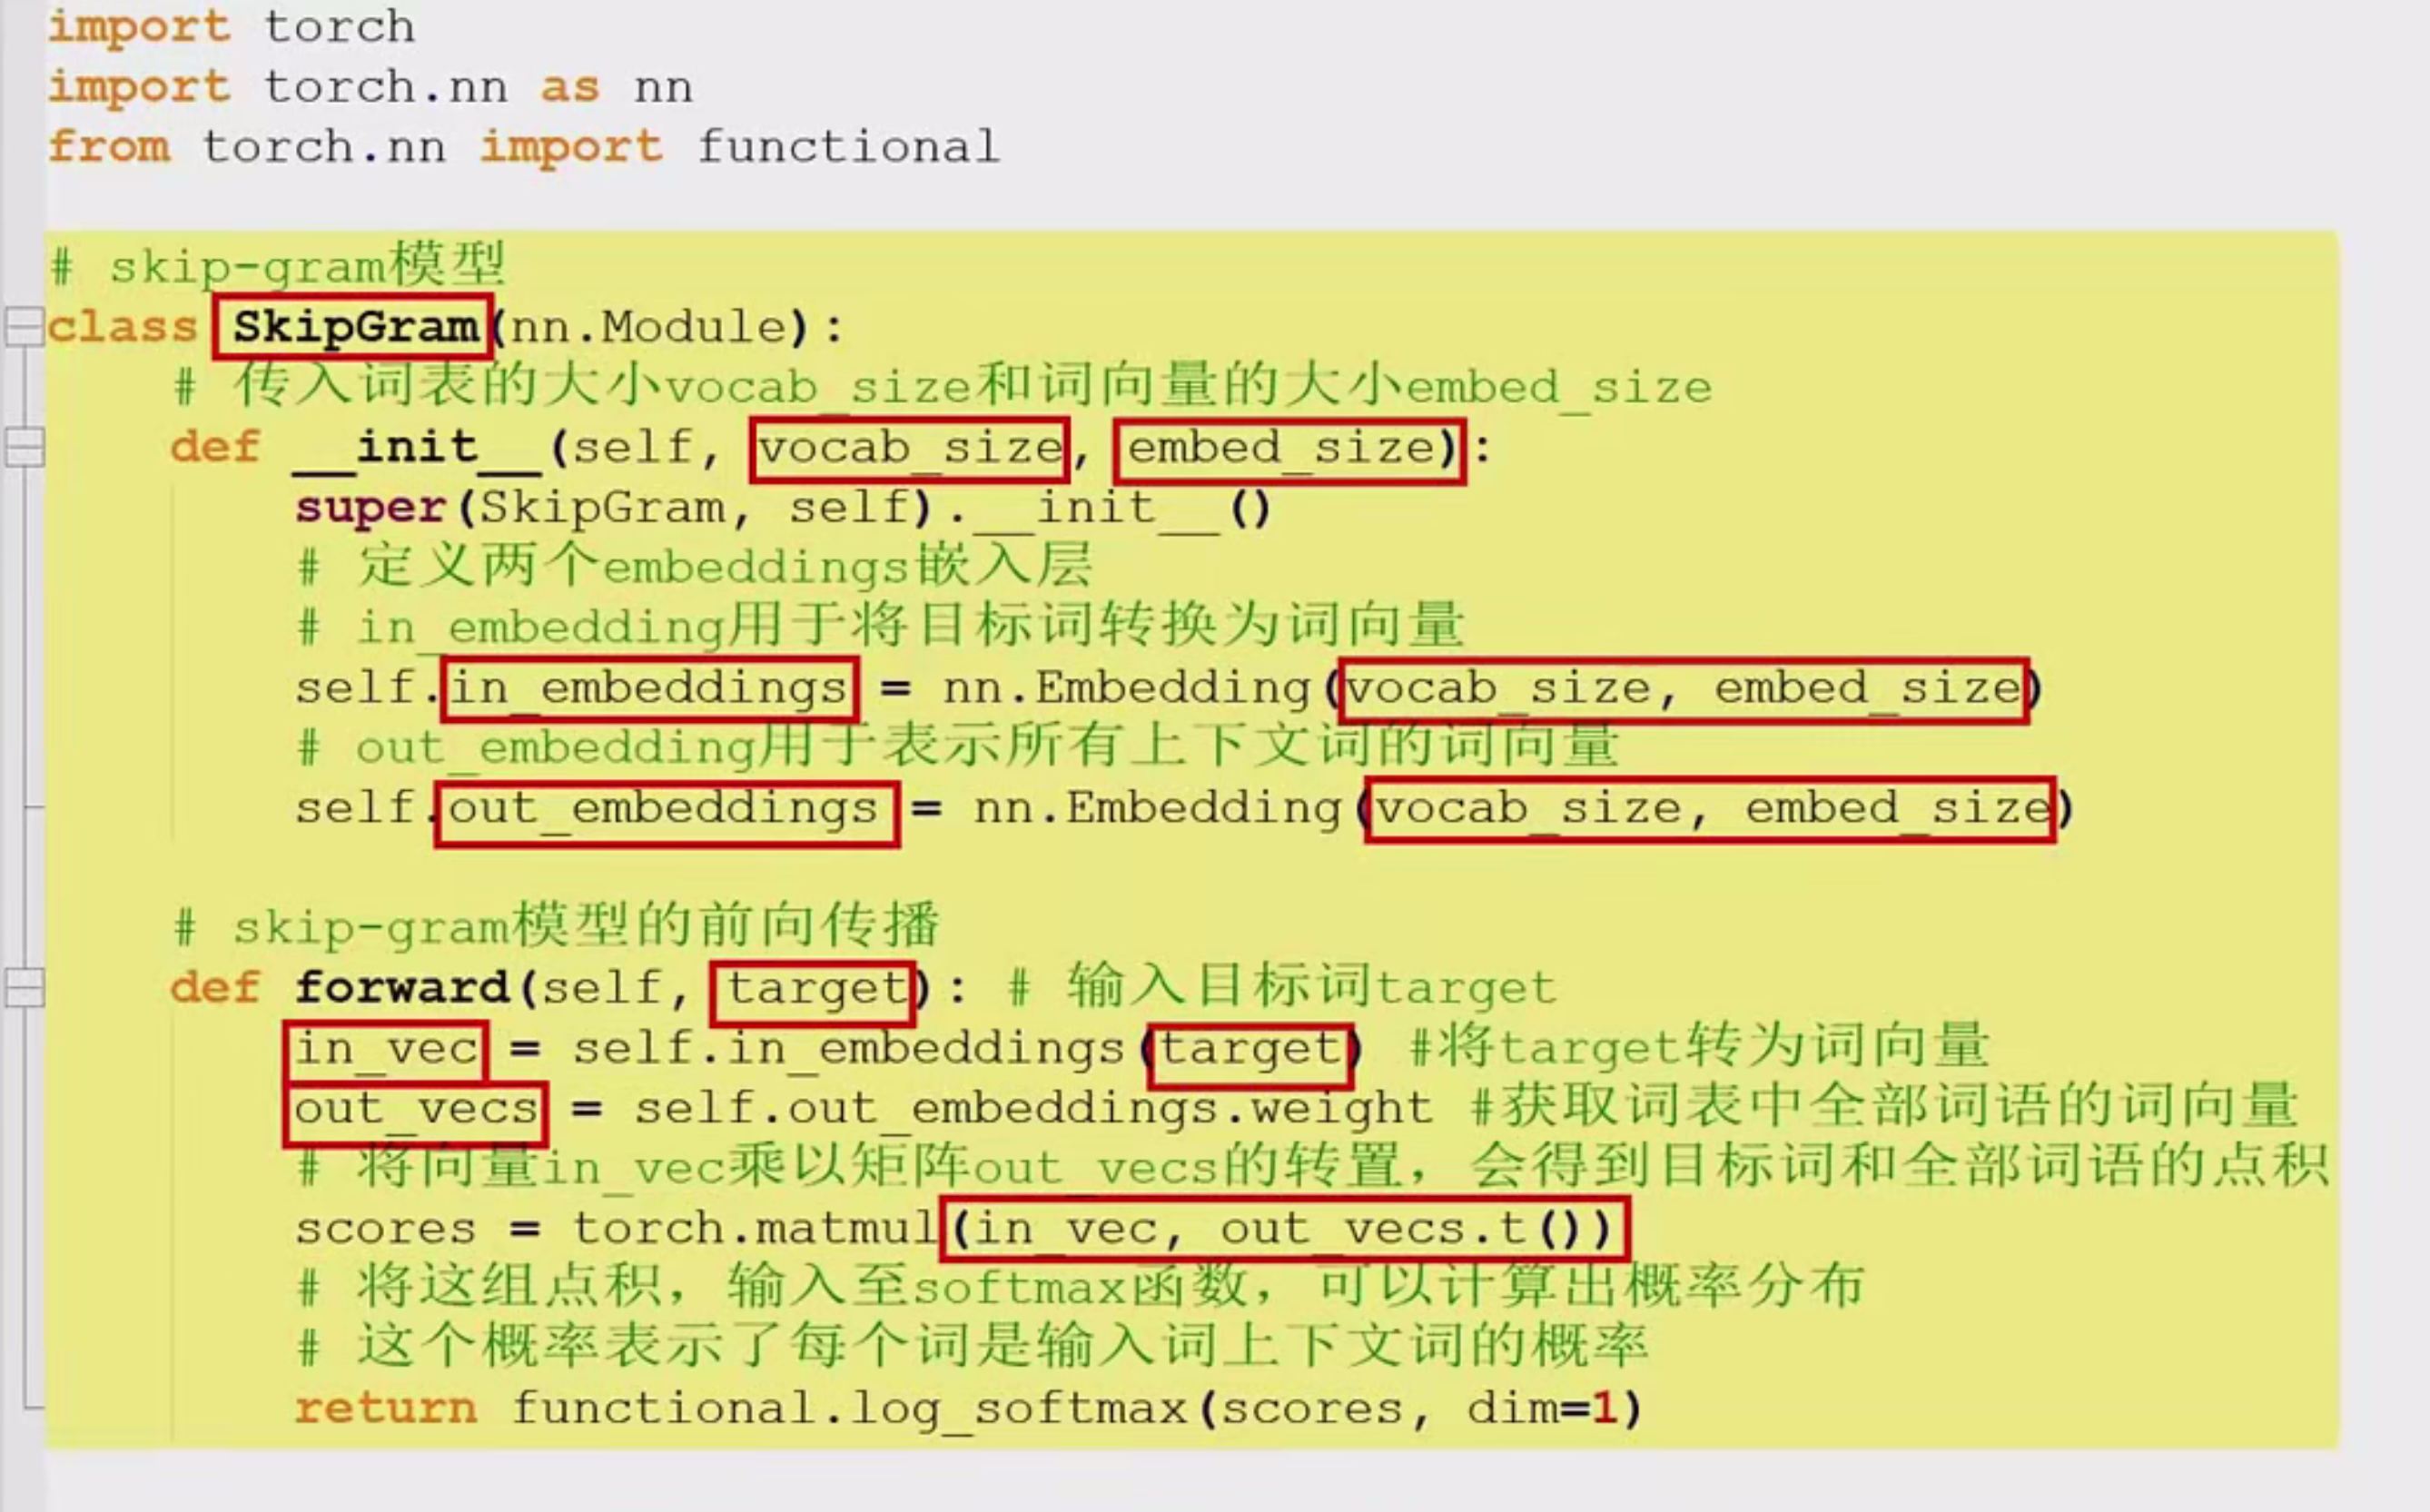 import torch
import torch.nn as nn
from torch.nn import functional
# skip-gram模型
class SkipGram(nn.Module):
# 传入词表的大小vocab_size和词向量的大小embed_size
def __init__(self, vocab_size, embed_size):
super(SkipGram, self).__init__()
# 定义两个embeddings嵌入层
# in_embedding用于将目标词转换为词向量
self.in_embeddings = nn.Embedding(vocab_size, embed_size)
# out_embedding用于表示所有上下文词的词向量
self.out_embeddings = nn.Embedding(vocab_size, embed_size)
# skip-gram模型的前向传播
def forward(self, target): # 输入目标词target
in_vec = self.in_embeddings(target) #将target转为词向量
out_vecs = self.out_embeddings.weight #获取词表中全部词语的词向量
# 将向量in_vec乘以矩阵out_vecs的转置，会得到目标词和全部词语的点积
scores = torch.matmul(in_vec, out_vecs.t())
# 将这组点积，输入至softmax函数，可以计算出概率分布
# 这个概率表示了每个词是输入词上下文词的概率
return functional.log_softmax(scores, dim=1)